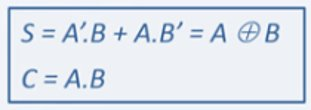 S = A'.B + A.B' = A ⊕ B
C = A.B